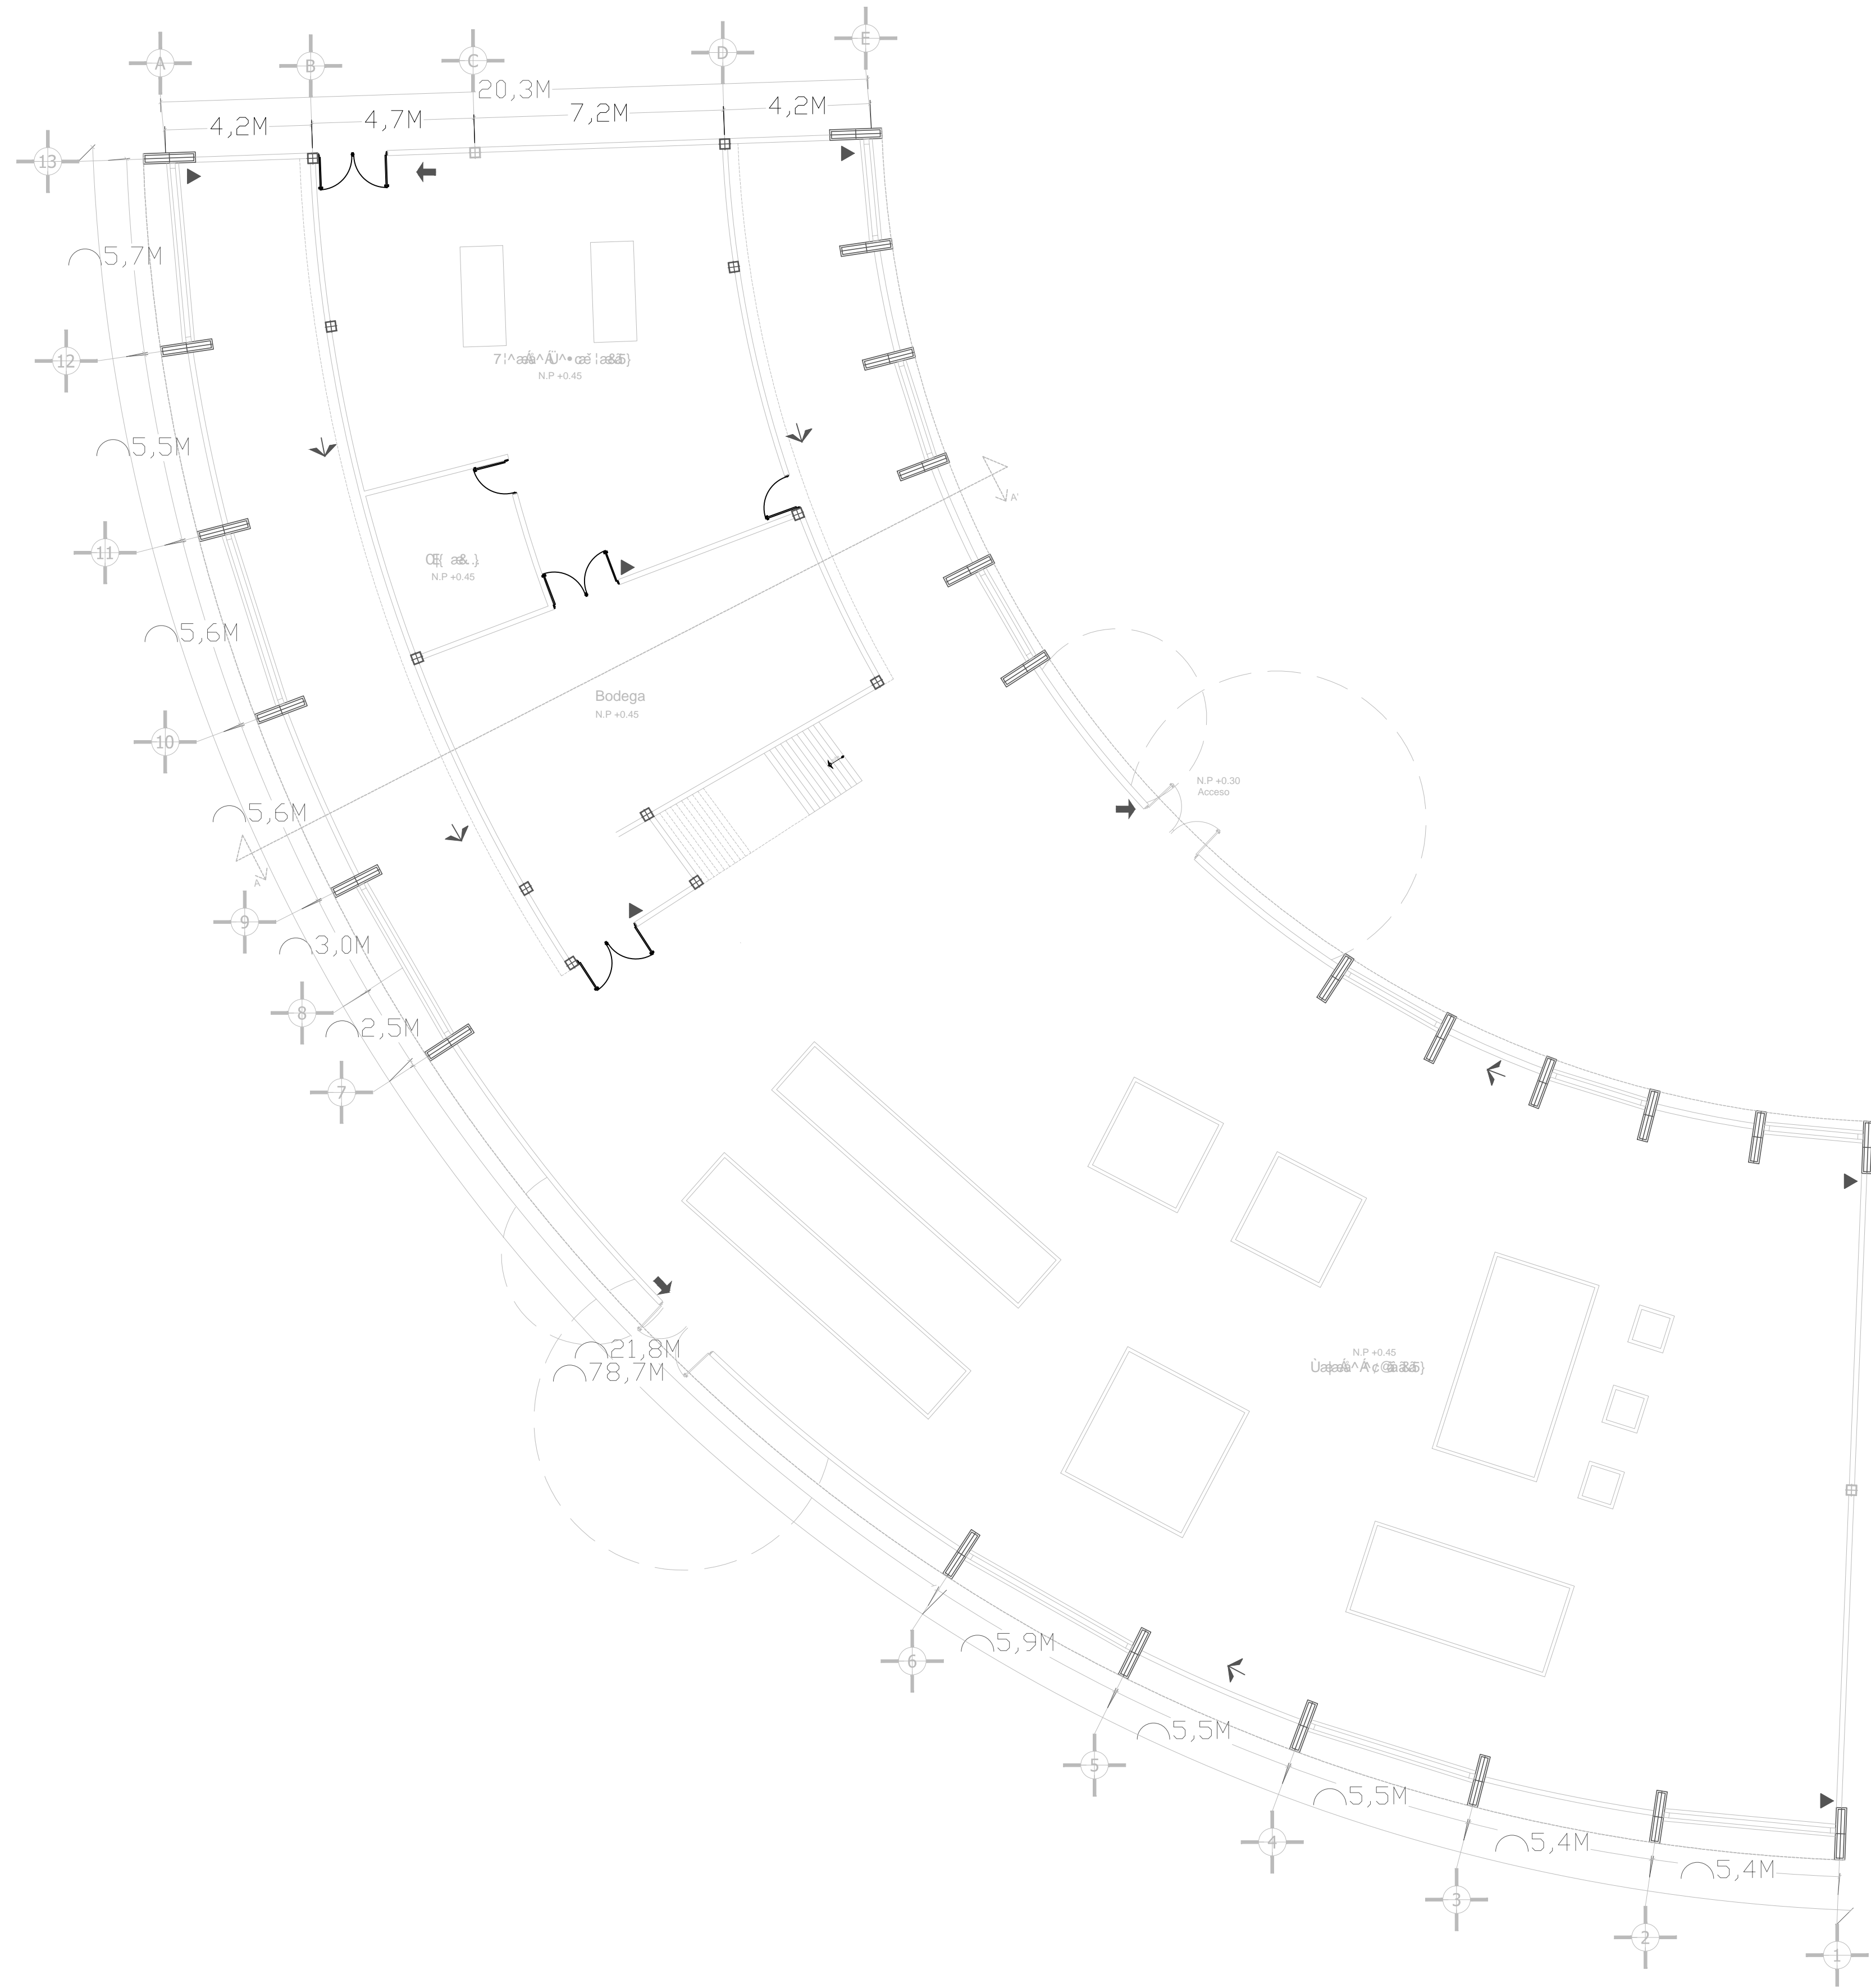 A
B
C
D
E
20,3M
4,2M
4,7M
7,2M
4,2M
13
5,7M
N.P +0.45
12
5,5M
A'
11
N.P +0.45
5,6M
Bodega
N.P +0.45
10
N.P +0.30
Acceso
5,6M
A'
9
3,0M
8
2,5M
7
21,8M
78,7M
N.P +0.45
6
5,9M
5
5,5M
4
5,5M
3
5,4M
2
5,4M
1